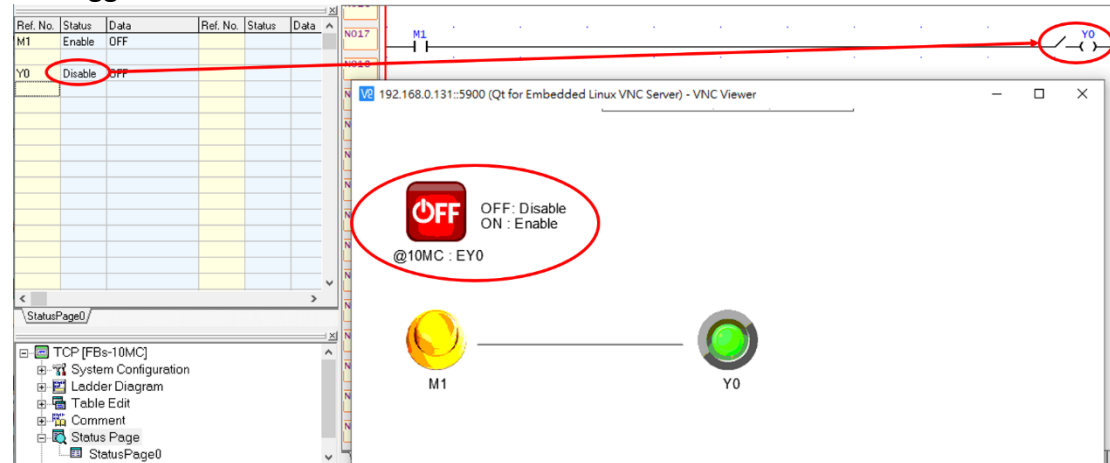 Ref. No. Status Data Ref. No. Status Data
M1 Enable OFF
Y0 Disable OFF
StatusPage0
TCP [FBs-10MC]
System Configuration
Ladder Diagram
Table Edit
Comment
Status Page
StatusPage0
N017
M1
Y0
192.168.0.131::5900 (Qt for Embedded Linux VNC Server) - VNC Viewer
OFF
OFF: Disable
ON : Enable
@10MC : EY0
M1
Y0